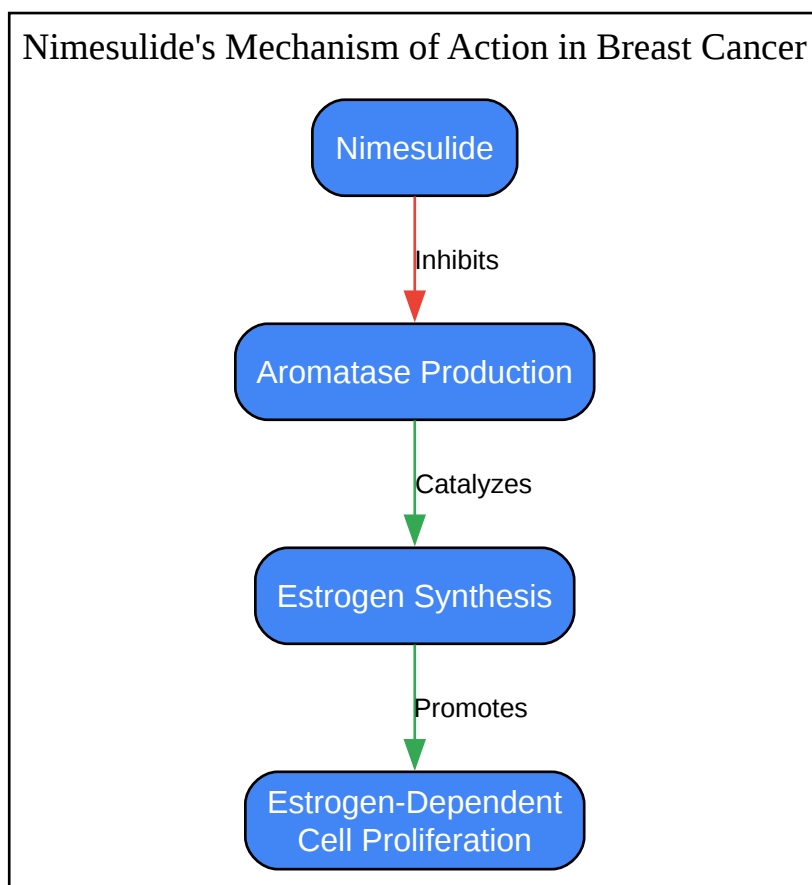 Nimesulide's Mechanism of Action in Breast Cancer
Nimesulide
Inhibits
Aromatase Production
Catalyzes
Estrogen Synthesis
Promotes
Estrogen-Dependent
Cell Proliferation